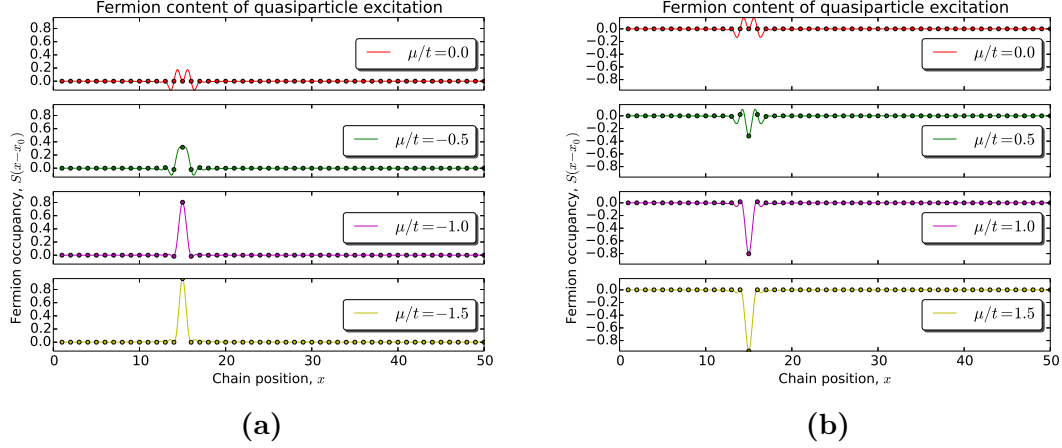 Fermion content of quasiparticle excitation
Fermion occupancy, S(x−x₀)
0.8
0.6
0.4
0.2
0.0
μ/t=0.0
0.8
0.6
0.4
0.2
0.0
μ/t=−0.5
0.8
0.6
0.4
0.2
0.0
μ/t=−1.0
0.8
0.6
0.4
0.2
0.0
μ/t=−1.5
0 10 20 30 40 50
Chain position, x
(a)
Fermion content of quasiparticle excitation
Fermion occupancy, S(x−x₀)
0.0
−0.2
−0.4
−0.6
−0.8
μ/t=0.0
0.0
−0.2
−0.4
−0.6
−0.8
μ/t=0.5
0.0
−0.2
−0.4
−0.6
−0.8
μ/t=1.0
0.0
−0.2
−0.4
−0.6
−0.8
μ/t=1.5
0 10 20 30 40 50
Chain position, x
(b)